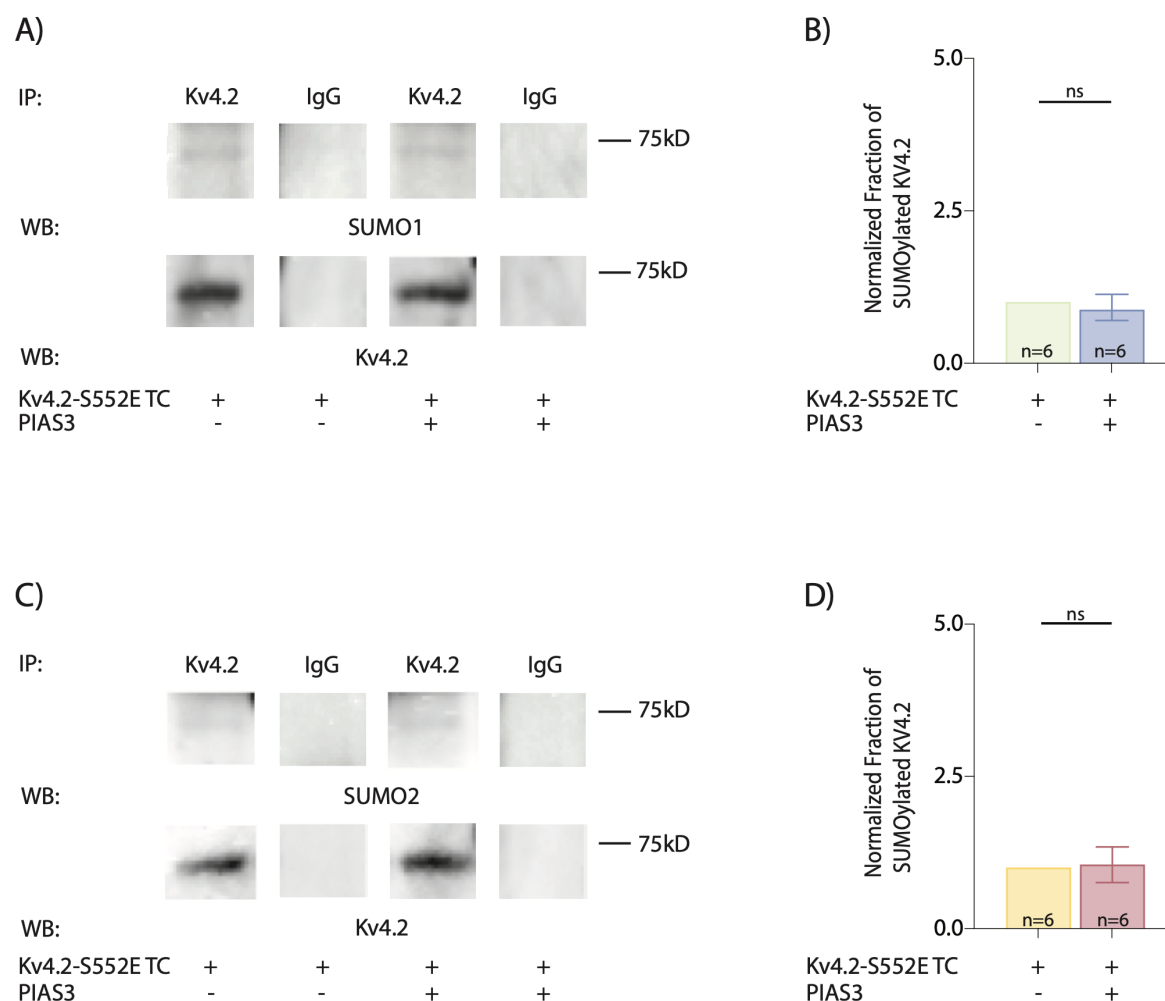 A)
IP: Kv4.2 IgG Kv4.2 IgG
75kD
WB: SUMO1
75kD
WB: Kv4.2
Kv4.2-S552E TC + + + +
PIAS3 - - + +
B)
Normalized Fraction of
SUMOylated KV4.2
5.0
ns
2.5
n=6 n=6
0.0
Kv4.2-S552E TC + +
PIAS3 - +
C)
IP: Kv4.2 IgG Kv4.2 IgG
75kD
WB: SUMO2
75kD
WB: Kv4.2
Kv4.2-S552E TC + + + +
PIAS3 - - + +
D)
Normalized Fraction of
SUMOylated KV4.2
5.0
ns
2.5
n=6 n=6
0.0
Kv4.2-S552E TC + +
PIAS3 - +